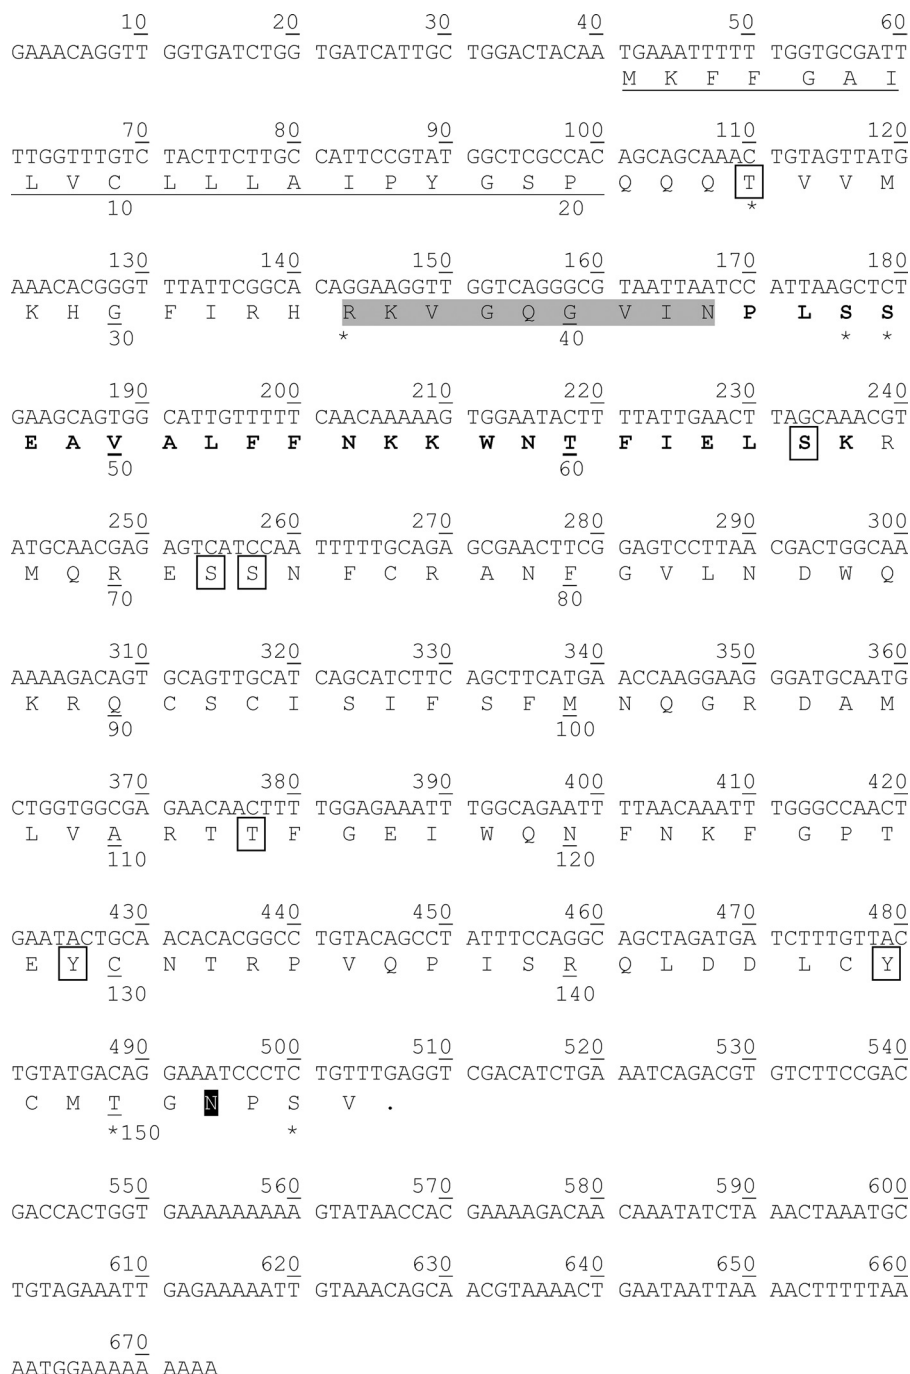 10 20 30 40 50 60
GAAACAGGTT GGTGATCTGG TGATCATTGC TGGACTACAA TGAAATTTTT TGGTGCGATT
M K F F G A I
70 80 90 100 110 120
TTGGTTTGTC TACTTCTTGC CATTCCGTAT GGCTCGCCAC AGCAGCAAAC TGTAGTTATG
L V C L L L A I P Y G S P Q Q Q T V V M
10 20 *
130 140 150 160 170 180
AAACACGGGT TTATTCGGCA CAGGAAGGTT GGTCAGGGCG TAATTAATCC ATTAAGCTCT
K H G F I R H R K V G Q G V I N P L S S
30 * 40 * *
190 200 210 220 230 240
GAAGCAGTGG CATTGTTTTT CAACAAAAAG TGGAATACTT TTATTGAACT TAGCAAACGT
E A V A L F F N K K W N T F I E L S K R
50 60
250 260 270 280 290 300
ATGCAACGAG AGTCATCCAA TTTTTGCAGA GCGAACTTCG GAGTCCTTAA CGACTGGCAA
M Q R E S S N F C R A N F G V L N D W Q
70 80
310 320 330 340 350 360
AAAAGACAGT GCAGTTGCAT CAGCATCTTC AGCTTCATGA ACCAAGGAAG GGATGCAATG
K R Q C S C I S I F S F M N Q G R D A M
90 100
370 380 390 400 410 420
CTGGTGGCGA GAACAACTTT TGGAGAAATT TGGCAGAATT TTAACAAATT TGGGCCAACT
L V A R T T F G E I W Q N F N K F G P T
110 120
430 440 450 460 470 480
GAATACTGCA ACACACGGCC TGTACAGCCT ATTTCCAGGC AGCTAGATGA TCTTTGTTAC
E Y C N T R P V Q P I S R Q L D D L C Y
130 140
490 500 510 520 530 540
TGTATGACAG GAAATCCCTC TGTTTGAGGT CGACATCTGA AATCAGACGT GTCTTCCGAC
C M T G N P S V .
*150 *
550 560 570 580 590 600
GACCACTGGT GAAAAAAAAA GTATAACCAC GAAAAGACAA CAAATATCTA AACTAAATGC
610 620 630 640 650 660
TGTAGAAATT GAGAAAAATT GTAAACAGCA ACGTAAAACT GAATAATTAA AACTTTTTAA
670
AATGGAAAAA AAAA